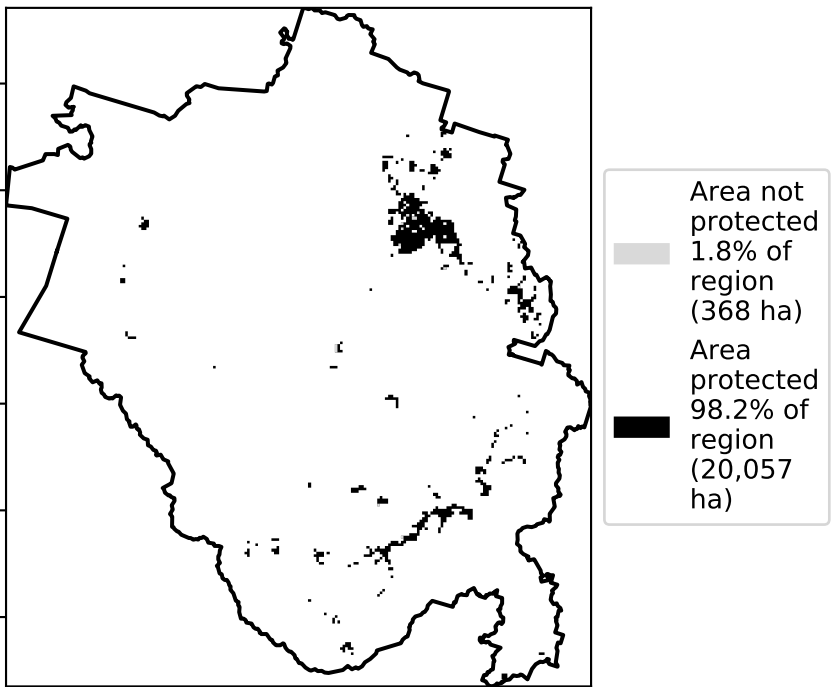 Area not
protected
1.8% of
region
(368 ha)
Area
protected
98.2% of
region
(20,057
ha)